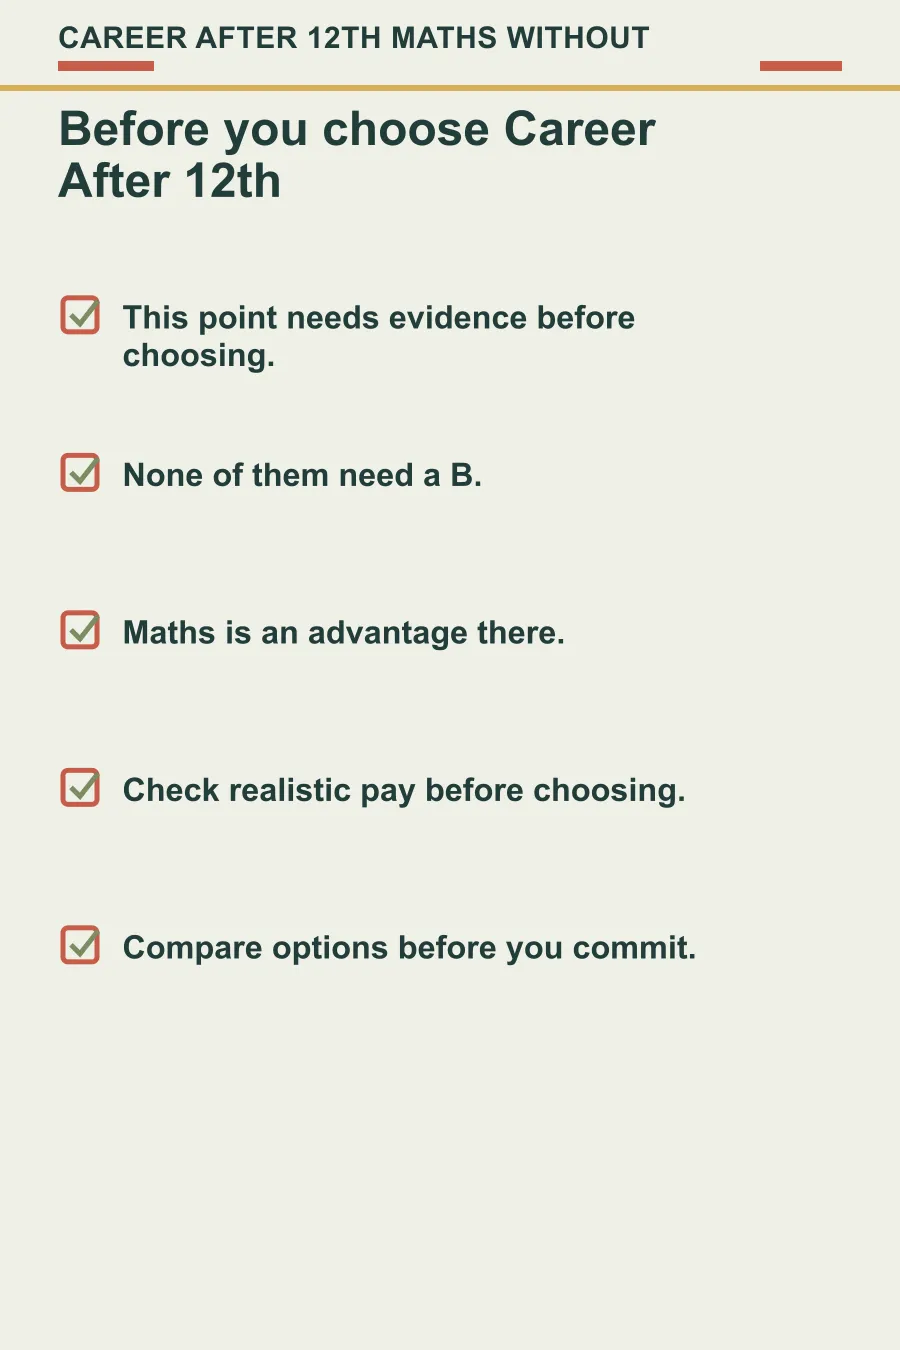 CAREER AFTER 12TH MATHS WITHOUT
Before you choose Career
After 12th
This point needs evidence before
choosing.
None of them need a B.
Maths is an advantage there.
Check realistic pay before choosing.
Compare options before you commit.